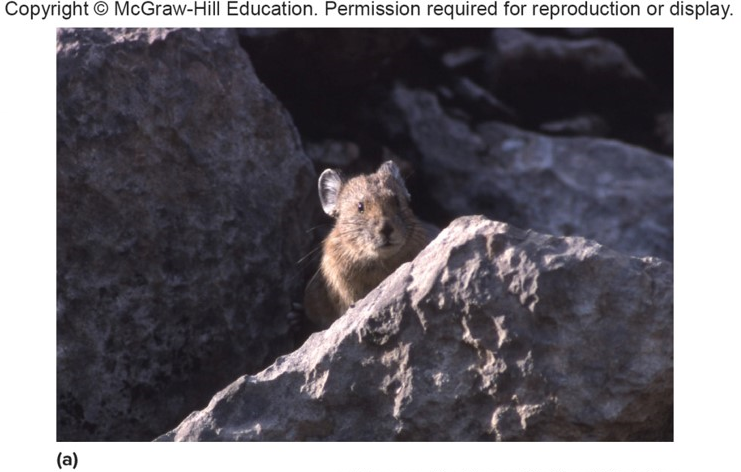 Copyright © McGraw-Hill Education. Permission required for reproduction or display.
(a)